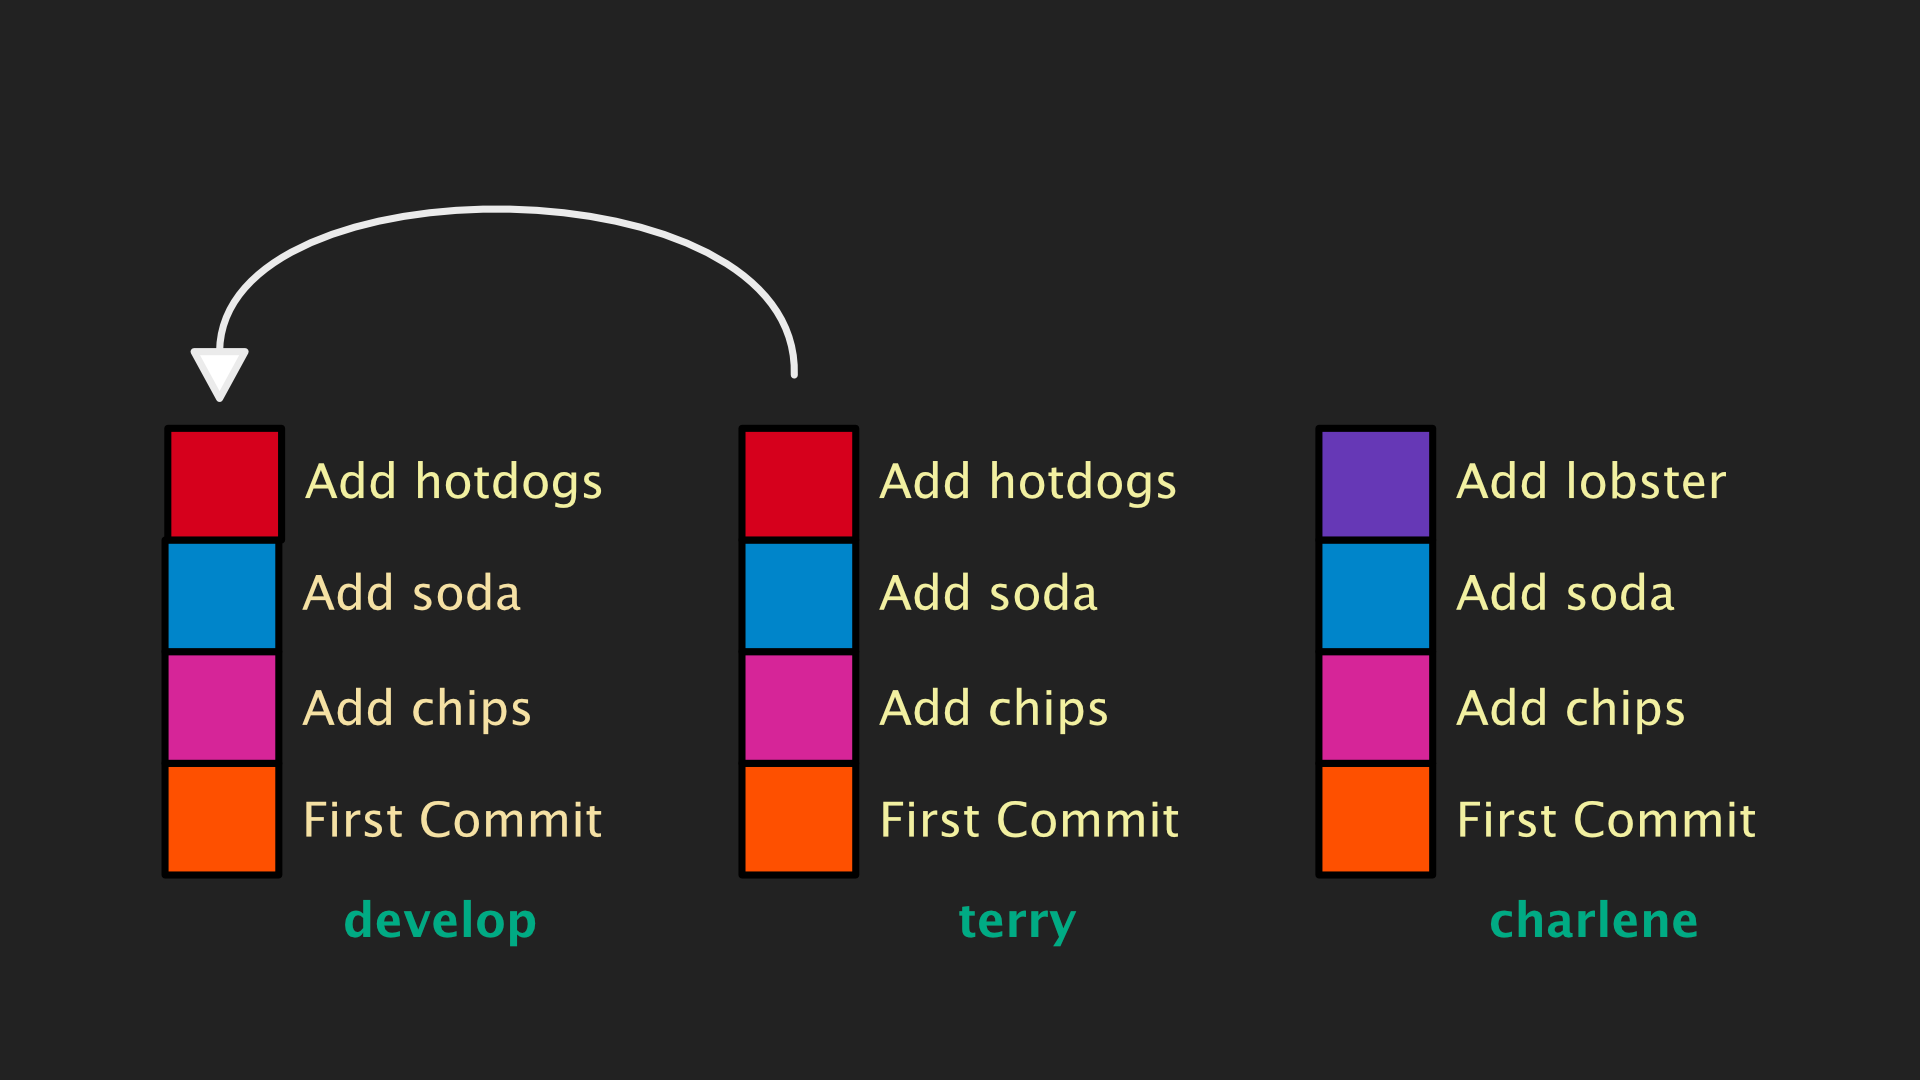 Add hotdogs
Add soda
Add chips
First Commit
develop
Add hotdogs
Add soda
Add chips
First Commit
terry
Add lobster
Add soda
Add chips
First Commit
charlene